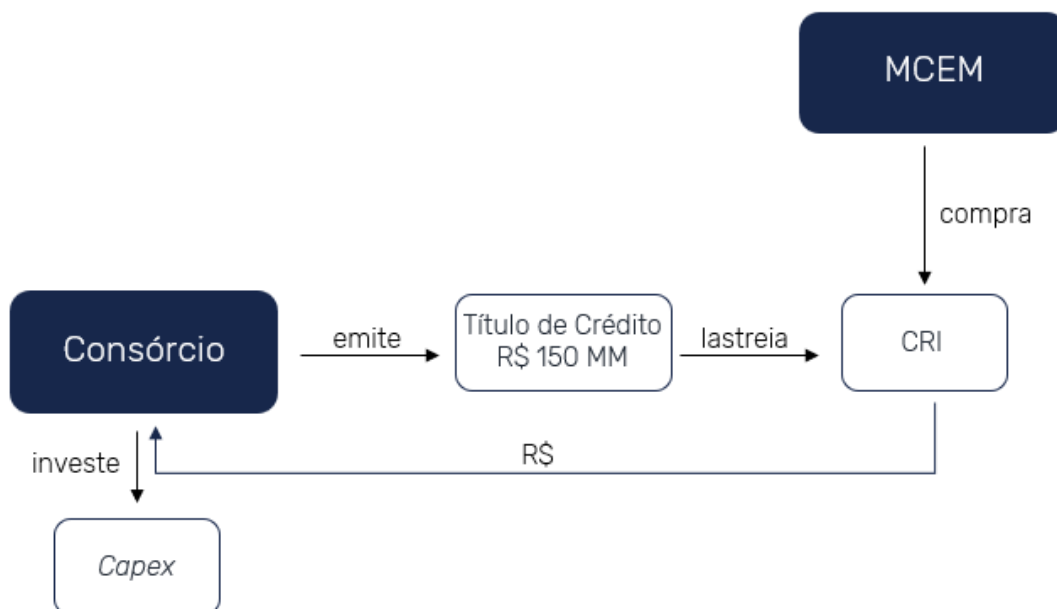 MCEM
compra
Consórcio
emite
Título de Crédito
R$ 150 MM
lastreia
CRI
investe
R$
Capex